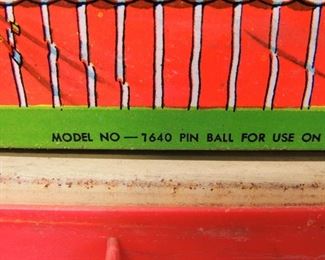 MODEL NO — 1640 PIN BALL FOR USE ON